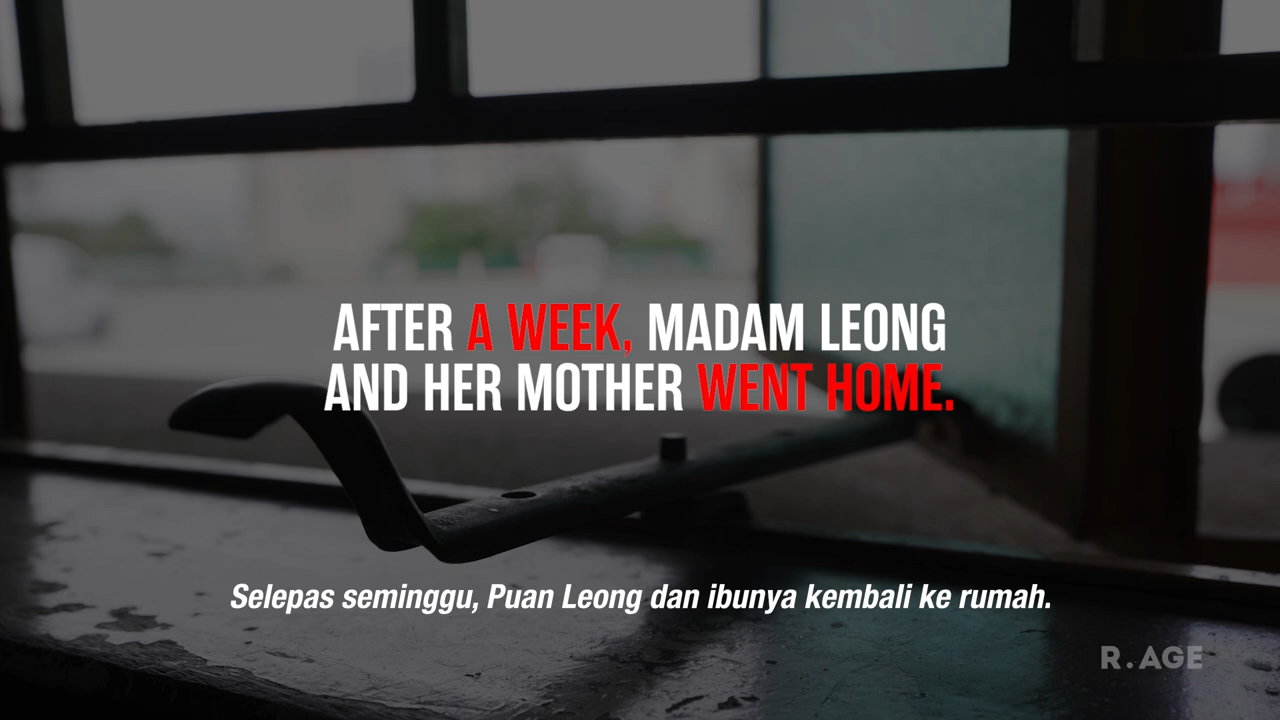 AFTER A WEEK, MADAM LEONG
AND HER MOTHER WENT HOME.
Selepas seminggu, Puan Leong dan ibunya kembali ke rumah.
R.AGE